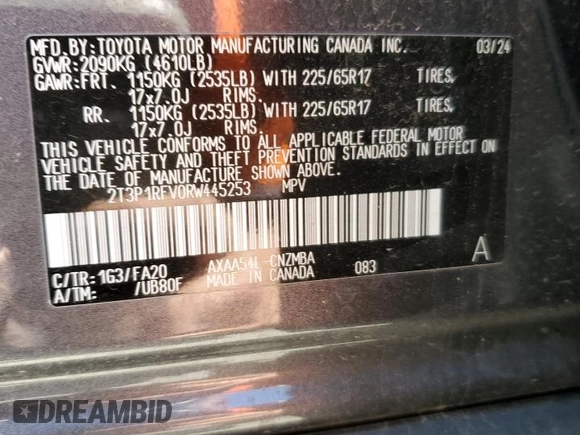 MFD.BY:TOYOTA MOTOR MANUFACTURING CANADA INC. 03/24
GVWR:2090KG (4610LB)
GAWR:FRT. 1150KG (2535LB) WITH 225/65R17 TIRES,
17x7.0J RIMS.
RR. 1150KG (2535LB) WITH 225/65R17 TIRES,
17x7.0J RIMS.
THIS VEHICLE CONFORMS TO ALL APPLICABLE FEDERAL MOTOR
VEHICLE SAFETY AND THEFT PREVENTION STANDARDS IN EFFECT ON
THE DATE OF MANUFACTURE SHOWN ABOVE.
2T3P1RFV0RW445253 MPV
C/TR:1G3/FA20 AXAA54L-CNZMBA 083 A
A/TM: /UB80F MADE IN CANADA
DREAMBID